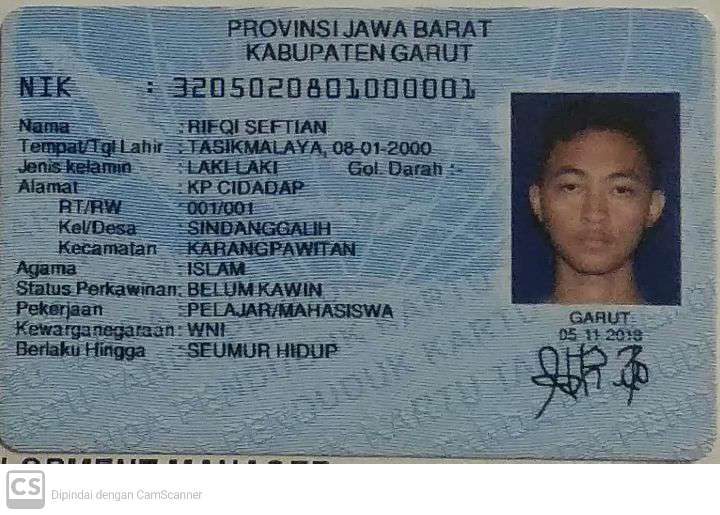 PROVINSI JAWA BARAT
KABUPATEN GARUT
NIK : 3205020801000001
Nama : RIFQI SEFTIAN
Tempat/Tgl Lahir : TASIKMALAYA, 08-01-2000
Jenis kelamin : LAKI-LAKI Gol. Darah :-
Alamat : KP CIDADAP
RT/RW : 001/001
Kel/Desa : SINDANGGALIH
Kecamatan : KARANGPAWITAN
Agama : ISLAM
Status Perkawinan: BELUM KAWIN
Pekerjaan : PELAJAR/MAHASISWA
Kewarganegaraan: WNI
Berlaku Hingga : SEUMUR HIDUP
GARUT
05-11-2018
CS Dipindai dengan CamScanner